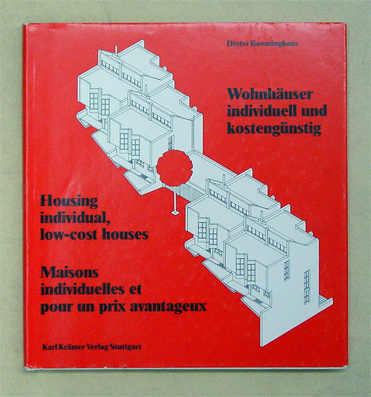 Dieter Boeminghaus
Wohnhäuser
individuell und
kostengünstig
Housing
individual,
low-cost houses
Maisons
individuelles et
pour un prix avantageux
Karl Krämer Verlag Stuttgart